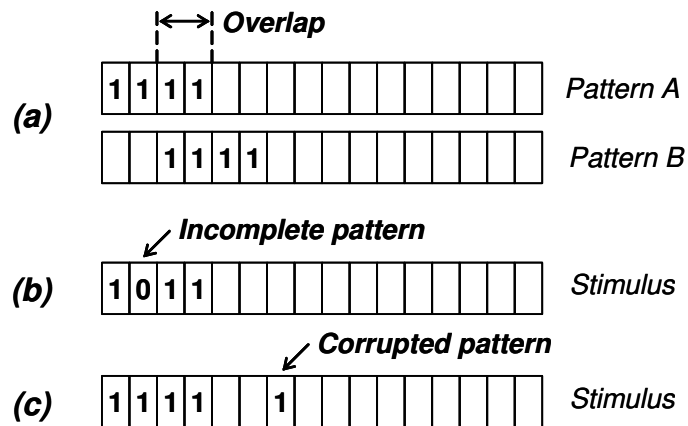 Overlap
(a)
1 1 1 1 Pattern A
1 1 1 1 Pattern B
Incomplete pattern
(b) 1 0 1 1 Stimulus
Corrupted pattern
(c) 1 1 1 1 1 Stimulus